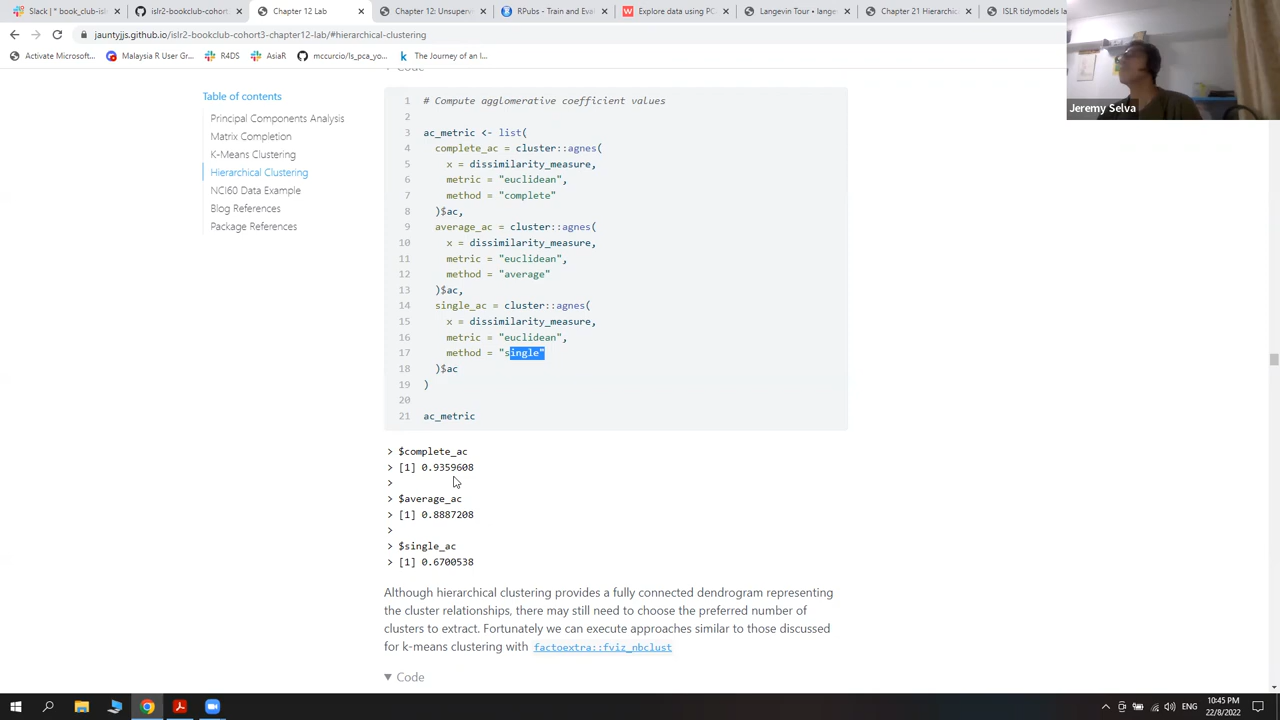 Slack | * book_club-isl
islr2-bookclub-cohort
Chapter 12 Lab
Chapter 12: Unsuperv
RPubs - Train and Eval
Explore data using PC
Langevin Tour • lange
Chapter 21 Hierarchic
ISLR tidymodels la
jauntyjjs.github.io/islr2-bookclub-cohort3-chapter12-lab/#hierarchical-clustering
Activate Microsoft...
Malaysia R User Gr...
R4DS
AsiaR
mccurcio/Is_pca_yo...
The Journey of an I...
Jeremy Selva
Table of contents
Principal Components Analysis
Matrix Completion
K-Means Clustering
Hierarchical Clustering
NCI60 Data Example
Blog References
Package References
Code
1 # Compute agglomerative coefficient values
2
3 ac_metric <- list(
4 complete_ac = cluster::agnes(
5 x = dissimilarity_measure,
6 metric = "euclidean",
7 method = "complete"
8 )$ac,
9 average_ac = cluster::agnes(
10 x = dissimilarity_measure,
11 metric = "euclidean",
12 method = "average"
13 )$ac,
14 single_ac = cluster::agnes(
15 x = dissimilarity_measure,
16 metric = "euclidean",
17 method = "single"
18 )$ac
19 )
20
21 ac_metric
> $complete_ac
> [1] 0.9359608
>
> $average_ac
> [1] 0.8887208
>
> $single_ac
> [1] 0.6700538
Although hierarchical clustering provides a fully connected dendrogram representing
the cluster relationships, there may still need to choose the preferred number of
clusters to extract. Fortunately we can execute approaches similar to those discussed
for k-means clustering with factoextra::fviz_nbclust
Code
ENG
10:45 PM
22/8/2022